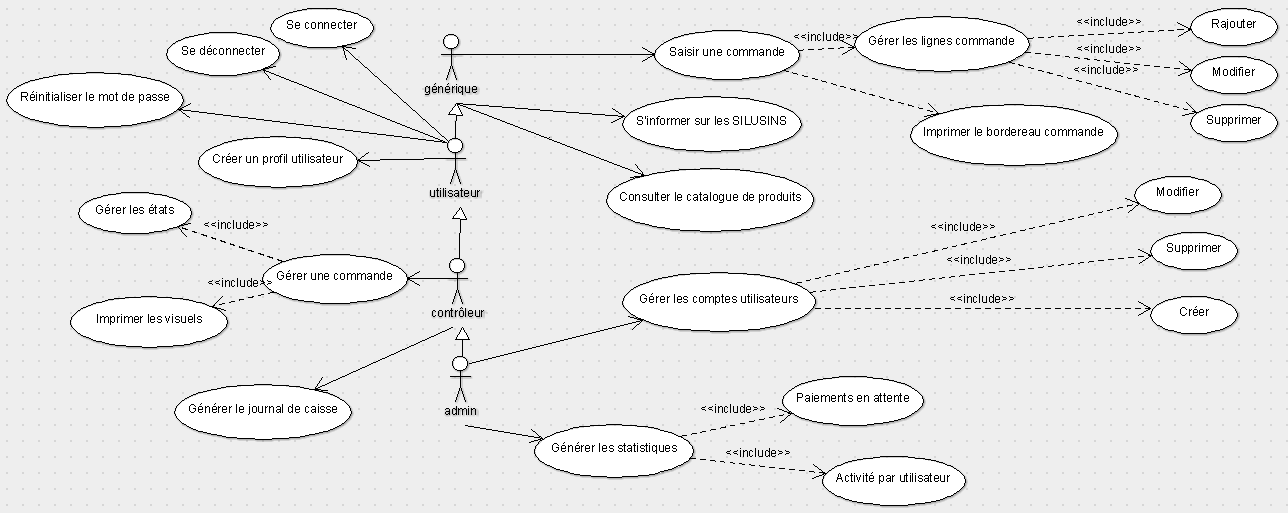 Se connecter
Se déconnecter
Réinitialiser le mot de passe
Créer un profil utilisateur
générique
utilisateur
contrôleur
admin
Saisir une commande
<<include>>
Gérer les lignes commande
<<include>>
Rajouter
<<include>>
Modifier
<<include>>
Supprimer
Imprimer le bordereau commande
S'informer sur les SILUSINS
Consulter le catalogue de produits
Gérer les états
<<include>>
Gérer une commande
<<include>>
Imprimer les visuels
Générer le journal de caisse
Gérer les comptes utilisateurs
<<include>>
Modifier
<<include>>
Supprimer
<<include>>
Créer
Générer les statistiques
<<include>>
Paiements en attente
<<include>>
Activité par utilisateur